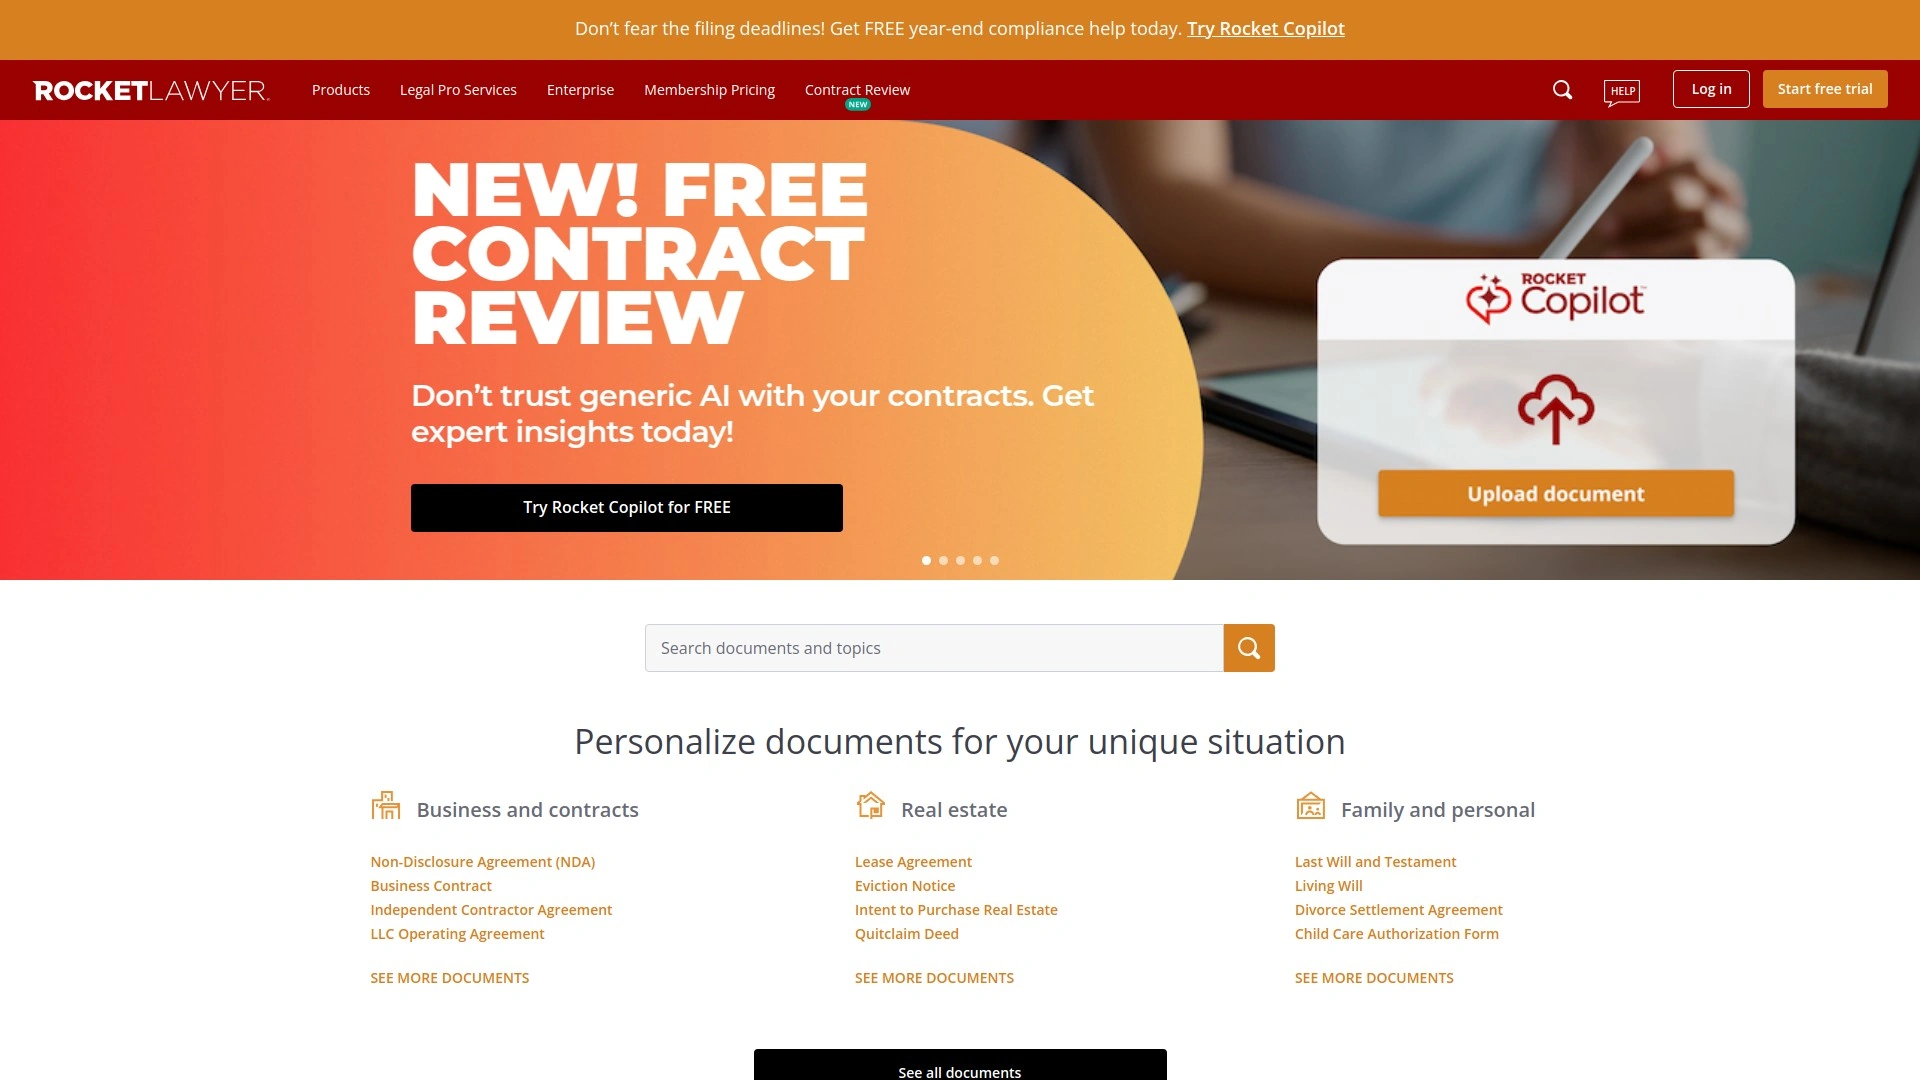 Don't fear the filing deadlines! Get FREE year-end compliance help today. Try Rocket Copilot
ROCKETLAWYER.
Products
Legal Pro Services
Enterprise
Membership Pricing
Contract Review
NEW
HELP
Log in
Start free trial
NEW! FREE
CONTRACT
REVIEW
Don't trust generic AI with your contracts. Get
expert insights today!
Try Rocket Copilot for FREE
ROCKET
Copilot™
Upload document
Search documents and topics
Personalize documents for your unique situation
Business and contracts
Non-Disclosure Agreement (NDA)
Business Contract
Independent Contractor Agreement
LLC Operating Agreement
SEE MORE DOCUMENTS
Real estate
Lease Agreement
Eviction Notice
Intent to Purchase Real Estate
Quitclaim Deed
SEE MORE DOCUMENTS
Family and personal
Last Will and Testament
Living Will
Divorce Settlement Agreement
Child Care Authorization Form
SEE MORE DOCUMENTS
See all documents